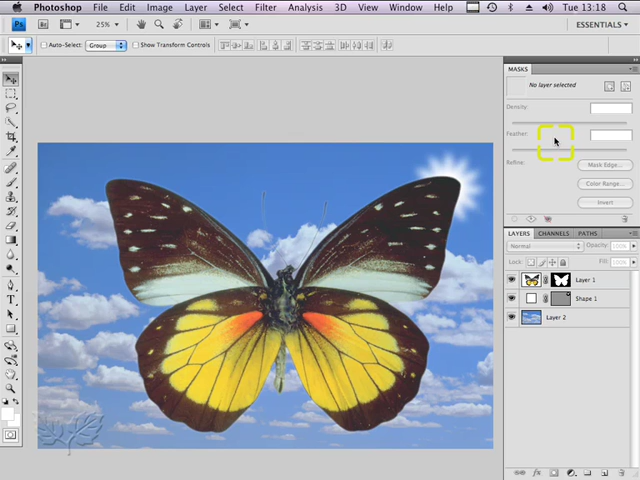 Photoshop File Edit Image Layer Select Filter Analysis 3D View Window Help Tue 13:18
Ps 25% ESSENTIALS
Auto-Select: Group Show Transform Controls
MASKS
No layer selected
Density:
Feather:
Refine: Mask Edge...
Color Range...
Invert
LAYERS CHANNELS PATHS
Normal Opacity:
Lock: Fill:
Layer 1
Shape 1
Layer 2
T
fx